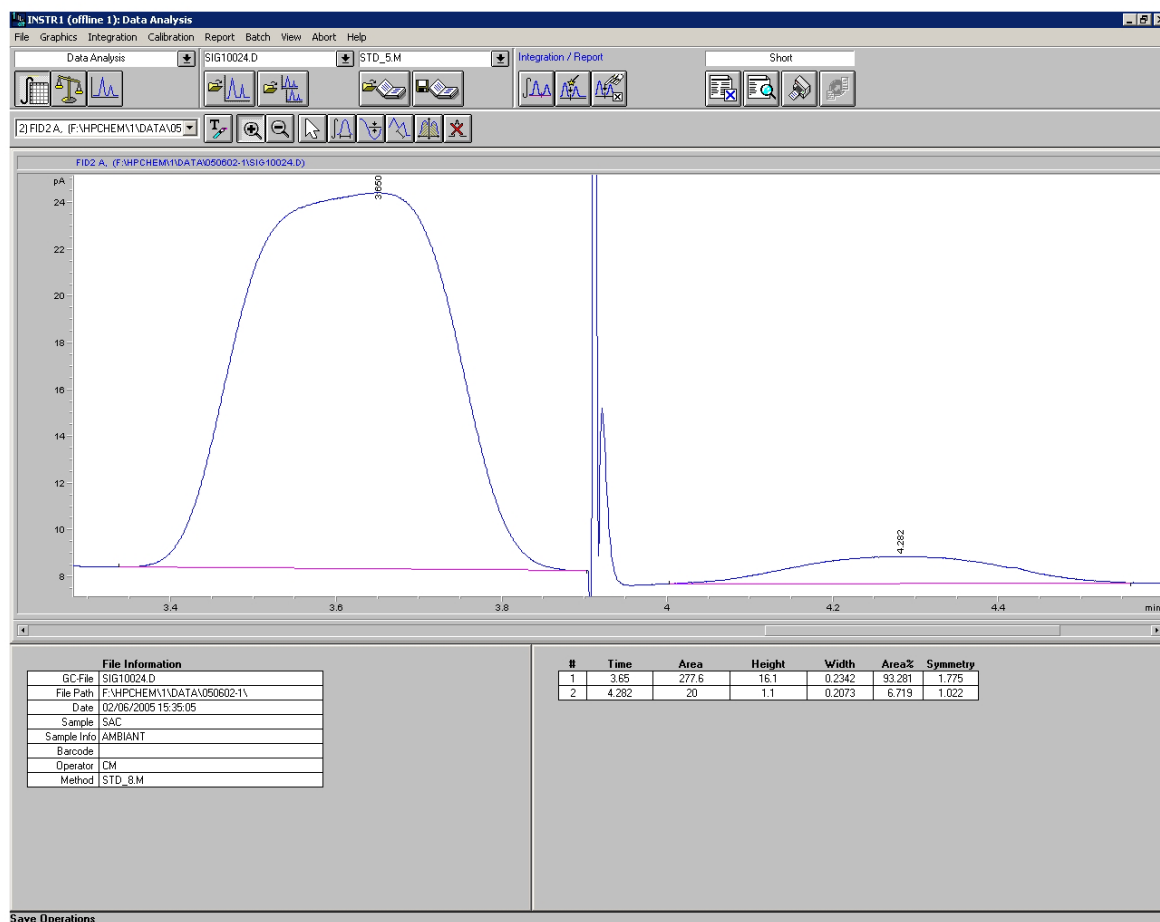 INSTR1 (offline 1): Data Analysis
File Graphics Integration Calibration Report Batch View Abort Help
Data Analysis SIG10024.D STD_5.M Integration / Report Short
2) FID2 A, (F:\HPCHEM\1\DATA\05
FID2 A, (F:\HPCHEM\1\DATA\050602-1\SIG10024.D)
pA
24
22
20
18
16
14
12
10
8
3.650
4.282
3.4 3.6 3.8 4 4.2 4.4 min
File Information
GC-File SIG10024.D
File Path F:\HPCHEM\1\DATA\050602-1\
Date 02/06/2005 15:35:05
Sample SAC
Sample Info AMBIANT
Barcode
Operator CM
Method STD_8.M
# Time Area Height Width Area% Symmetry
1 3.65 277.6 16.1 0.2342 93.281 1.775
2 4.282 20 1.1 0.2073 6.719 1.022
Save Operations